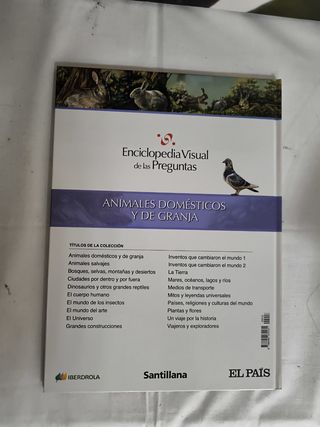 Enciclopedia Visual
de las Preguntas
ANIMALES DOMÉSTICOS
Y DE GRANJA
TÍTULOS DE LA COLECCIÓN
Animales domésticos y de granja
Animales salvajes
Bosques, selvas, montañas y desiertos
Ciudades por dentro y por fuera
Dinosaurios y otros grandes reptiles
El cuerpo humano
El mundo de los insectos
El mundo del arte
El Universo
Grandes construcciones
Inventos que cambiaron el mundo 1
Inventos que cambiaron el mundo 2
La Tierra
Mares, océanos, lagos y ríos
Medios de transporte
Mitos y leyendas universales
Países, religiones y culturas del mundo
Plantas y flores
Un viaje por la historia
Viajeros y exploradores
IBERDROLA
Santillana
EL PAÍS